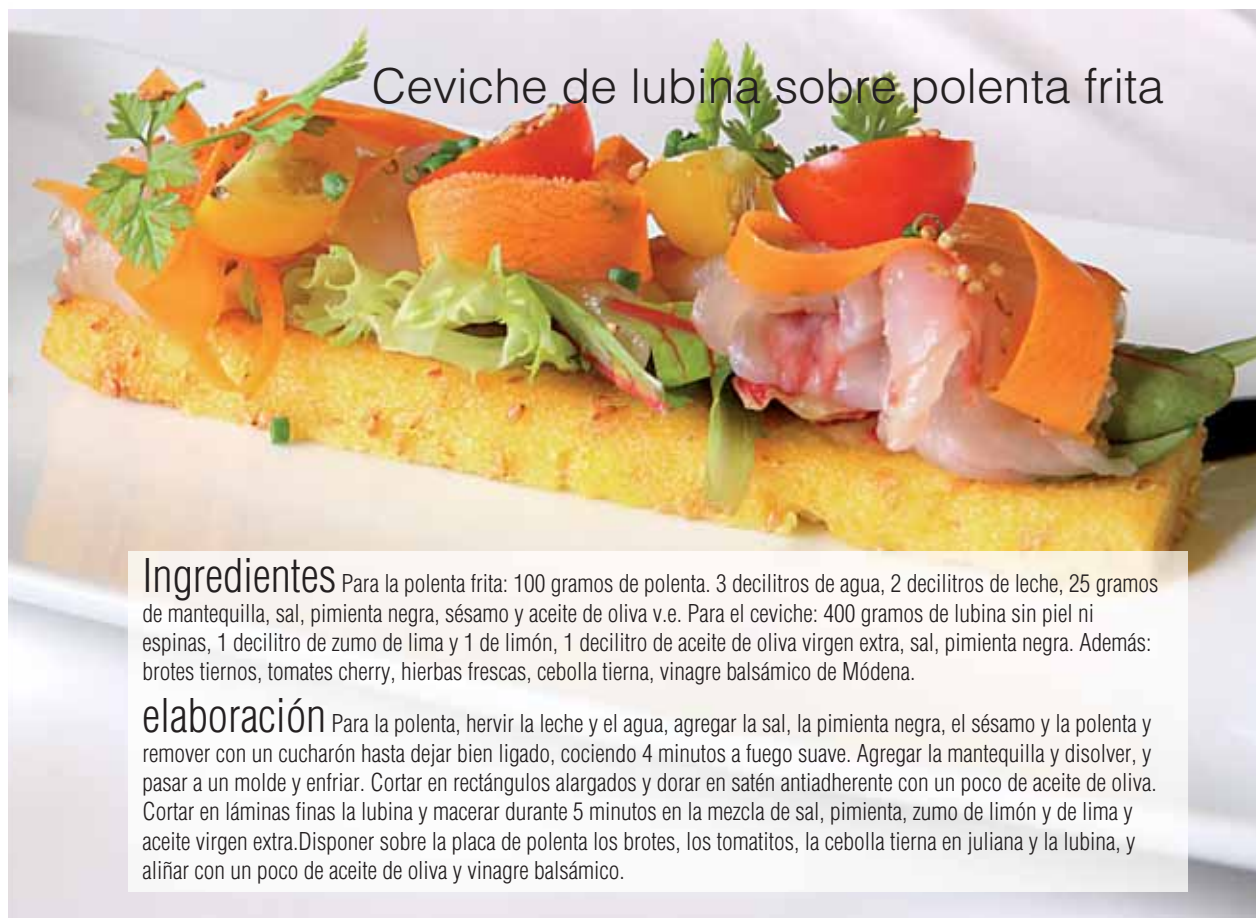 Ceviche de lubina sobre polenta frita
Ingredientes Para la polenta frita: 100 gramos de polenta. 3 decilitros de agua, 2 decilitros de leche, 25 gramos
de mantequilla, sal, pimienta negra, sésamo y aceite de oliva v.e. Para el ceviche: 400 gramos de lubina sin piel ni
espinas, 1 decilitro de zumo de lima y 1 de limón, 1 decilitro de aceite de oliva virgen extra, sal, pimienta negra. Además:
brotes tiernos, tomates cherry, hierbas frescas, cebolla tierna, vinagre balsámico de Módena.
elaboración Para la polenta, hervir la leche y el agua, agregar la sal, la pimienta negra, el sésamo y la polenta y
remover con un cucharón hasta dejar bien ligado, cociendo 4 minutos a fuego suave. Agregar la mantequilla y disolver, y
pasar a un molde y enfriar. Cortar en rectángulos alargados y dorar en satén antiadherente con un poco de aceite de oliva.
Cortar en láminas finas la lubina y macerar durante 5 minutos en la mezcla de sal, pimienta, zumo de limón y de lima y
aceite virgen extra.Disponer sobre la placa de polenta los brotes, los tomatitos, la cebolla tierna en juliana y la lubina, y
aliñar con un poco de aceite de oliva y vinagre balsámico.